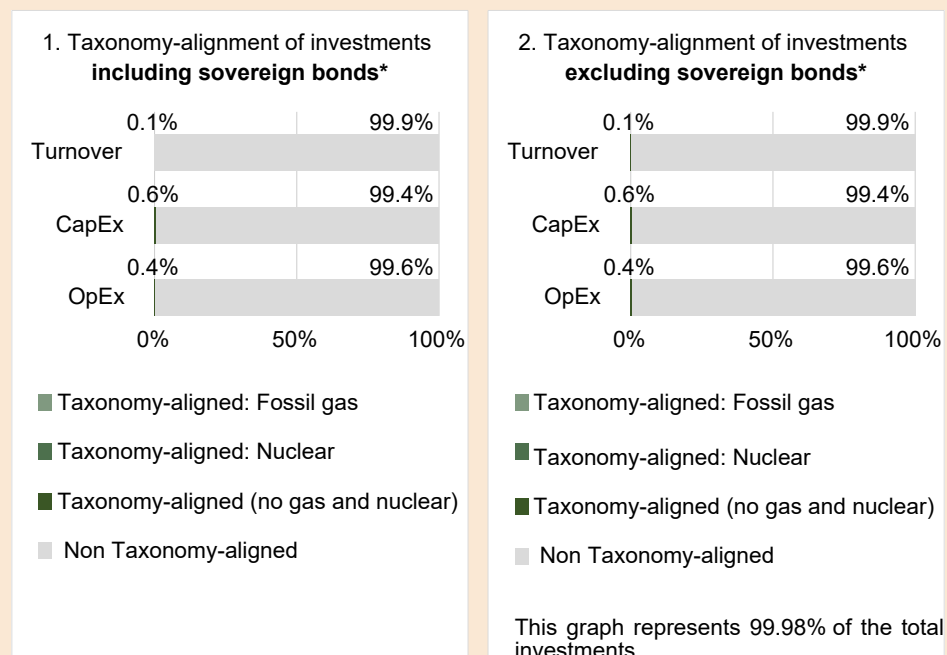 1. Taxonomy-alignment of investments
including sovereign bonds*
0.1% 99.9%
Turnover
0.6% 99.4%
CapEx
0.4% 99.6%
OpEx
0% 50% 100%
Taxonomy-aligned: Fossil gas
Taxonomy-aligned: Nuclear
Taxonomy-aligned (no gas and nuclear)
Non Taxonomy-aligned
2. Taxonomy-alignment of investments
excluding sovereign bonds*
0.1% 99.9%
Turnover
0.6% 99.4%
CapEx
0.4% 99.6%
OpEx
0% 50% 100%
Taxonomy-aligned: Fossil gas
Taxonomy-aligned: Nuclear
Taxonomy-aligned (no gas and nuclear)
Non Taxonomy-aligned
This graph represents 99.98% of the total
investments